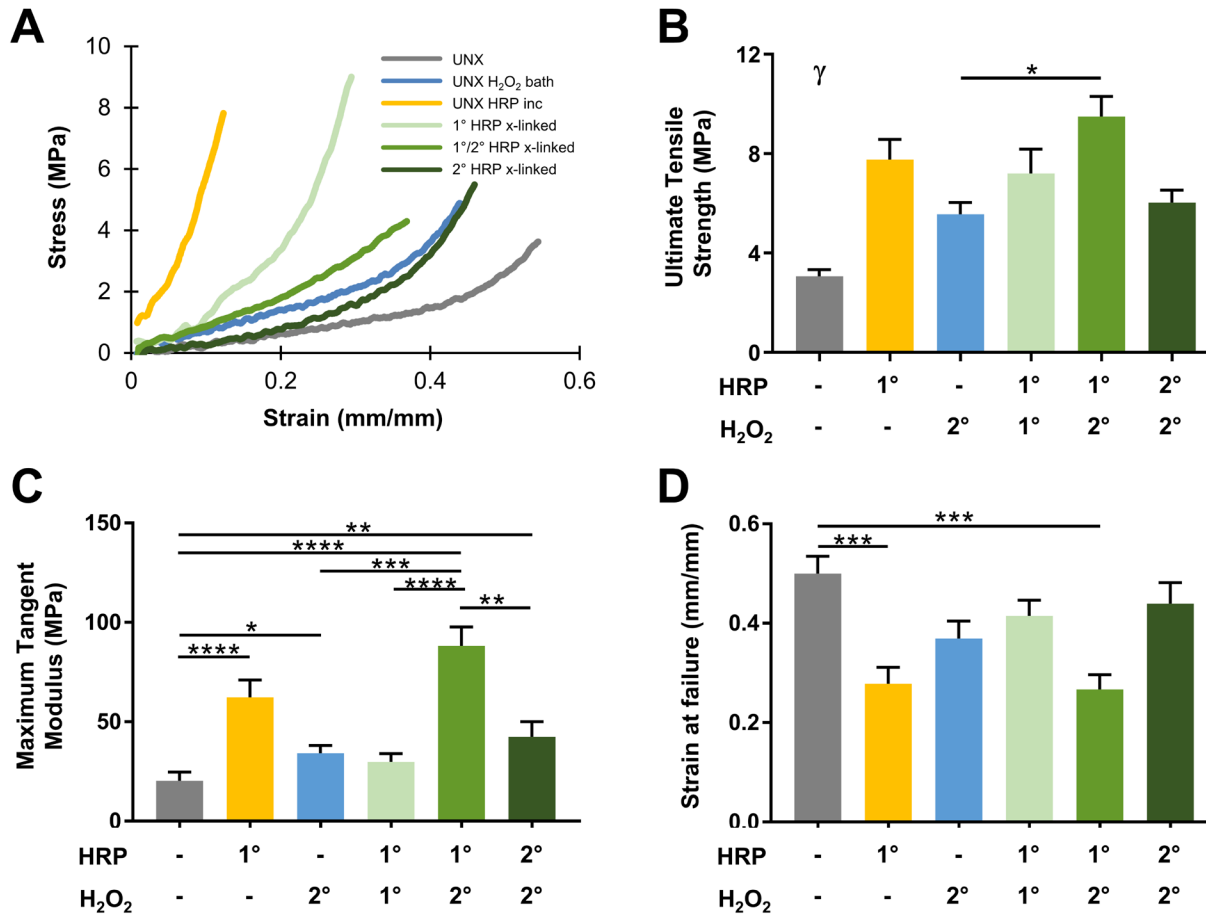 A
Stress (MPa)
10
8
6
4
2
0
0
0.2
0.4
0.6
Strain (mm/mm)
UNX
UNX H₂O₂ bath
UNX HRP inc
1° HRP x-linked
1°/2° HRP x-linked
2° HRP x-linked
B
Ultimate Tensile
Strength (MPa)
12
8
4
0
γ
*
HRP - 1° - 1° 1° 2°
H₂O₂ - - 2° 1° 2° 2°
C
Maximum Tangent
Modulus (MPa)
150
100
50
0
**
****
***
****
**
*
****
HRP - 1° - 1° 1° 2°
H₂O₂ - - 2° 1° 2° 2°
D
Strain at failure (mm/mm)
0.6
0.4
0.2
0.0
***
***
HRP - 1° - 1° 1° 2°
H₂O₂ - - 2° 1° 2° 2°